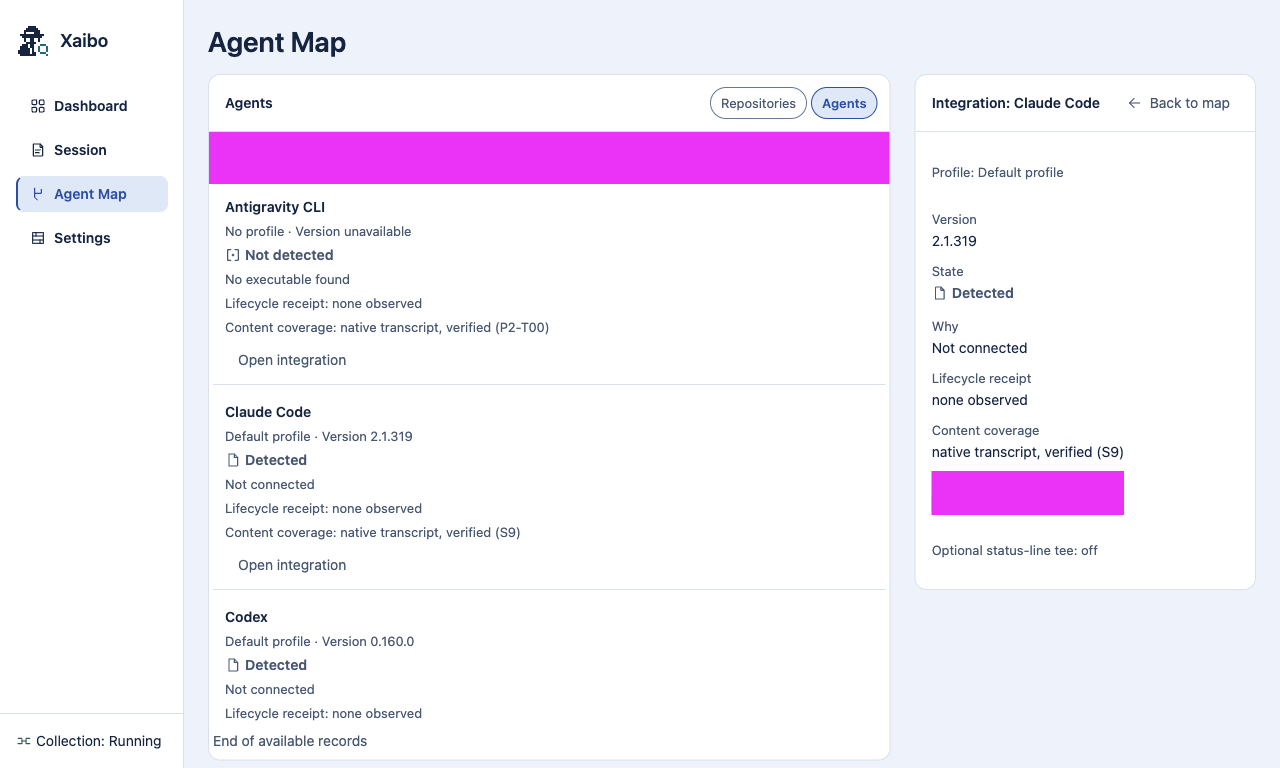 Xaibo
Dashboard
Session
Agent Map
Settings
Collection: Running
Agent Map
Agents
Repositories
Agents
Antigravity CLI
No profile · Version unavailable
Not detected
No executable found
Lifecycle receipt: none observed
Content coverage: native transcript, verified (P2-T00)
Open integration
Claude Code
Default profile · Version 2.1.319
Detected
Not connected
Lifecycle receipt: none observed
Content coverage: native transcript, verified (S9)
Open integration
Codex
Default profile · Version 0.160.0
Detected
Not connected
Lifecycle receipt: none observed
End of available records
Integration: Claude Code
Back to map
Profile: Default profile
Version
2.1.319
State
Detected
Why
Not connected
Lifecycle receipt
none observed
Content coverage
native transcript, verified (S9)
Optional status-line tee: off